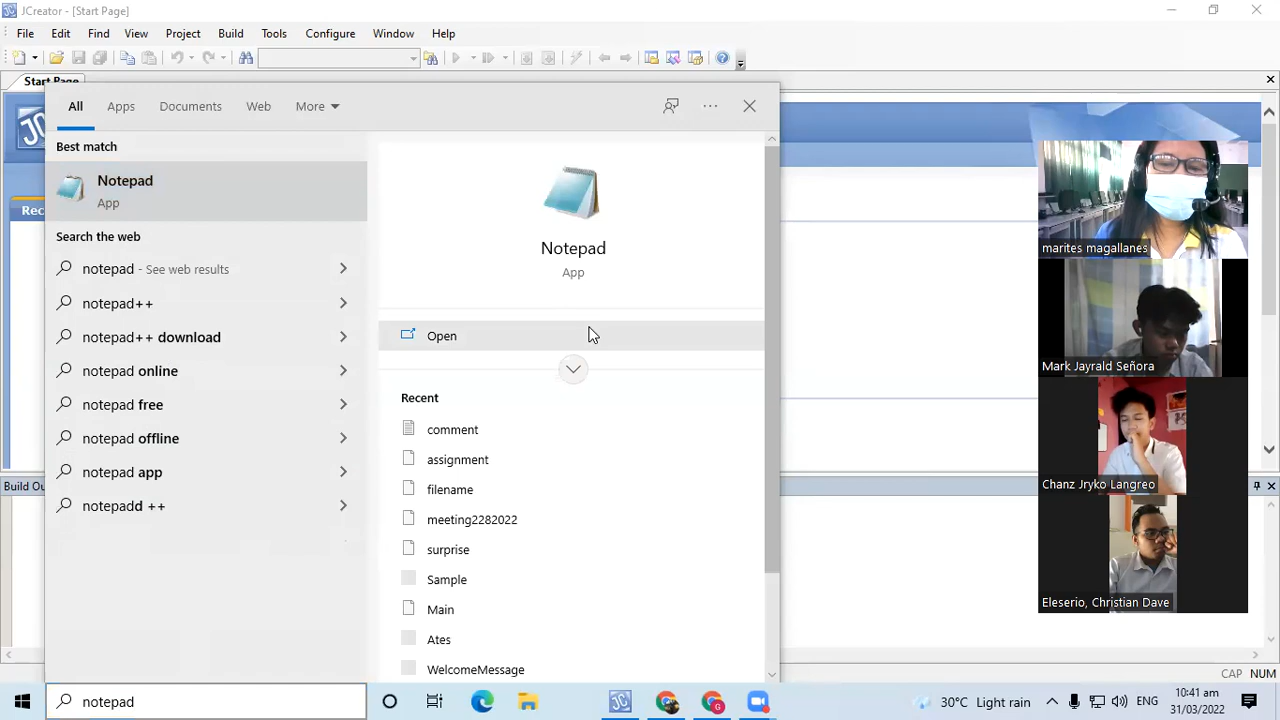 JCreator - [Start Page]
File Edit Find View Project Build Tools Configure Window Help
Start Page
All Apps Documents Web More
Best match
Notepad
App
Search the web
notepad - See web results
notepad++
notepad++ download
notepad online
notepad free
notepad offline
notepad app
notepadd ++
Notepad
App
Open
Recent
comment
assignment
filename
meeting2282022
surprise
Sample
Main
Ates
WelcomeMessage
Rec
Build Ou
marites magallanes
Mark Jayrald Señora
Chanz Jryko Langreo
Eleserio, Christian Dave
CAP NUM
notepad
30°C Light rain
ENG
10:41 am
31/03/2022